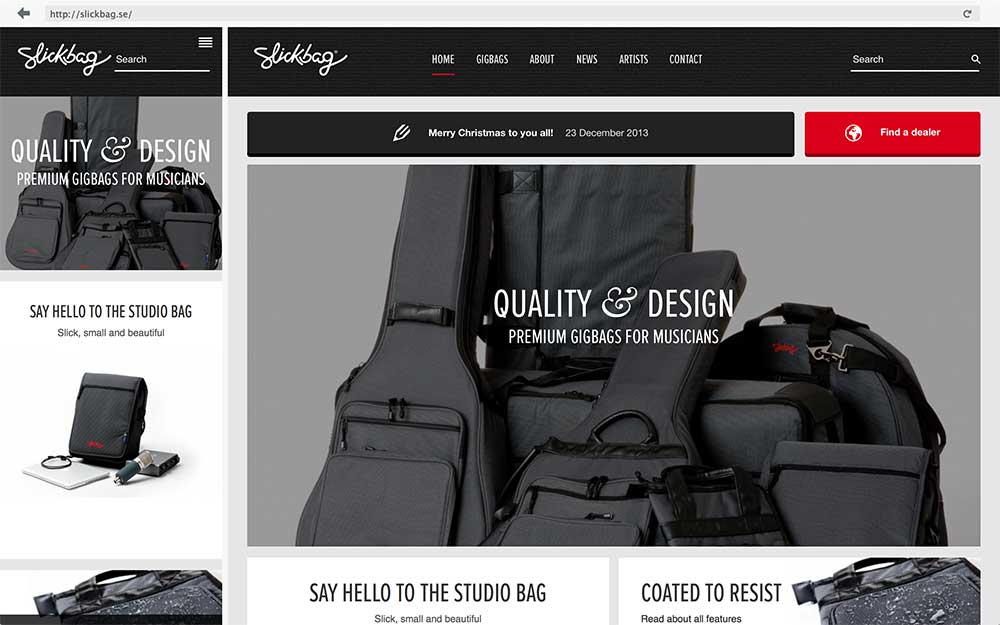 http://slickbag.se/
Slickbag
Search
QUALITY & DESIGN
PREMIUM GIGBAGS FOR MUSICIANS
SAY HELLO TO THE STUDIO BAG
Slick, small and beautiful
Slickbag
HOME GIGBAGS ABOUT NEWS ARTISTS CONTACT
Search
Merry Christmas to you all! 23 December 2013
Find a dealer
QUALITY & DESIGN
PREMIUM GIGBAGS FOR MUSICIANS
SAY HELLO TO THE STUDIO BAG
Slick, small and beautiful
COATED TO RESIST
Read about all features